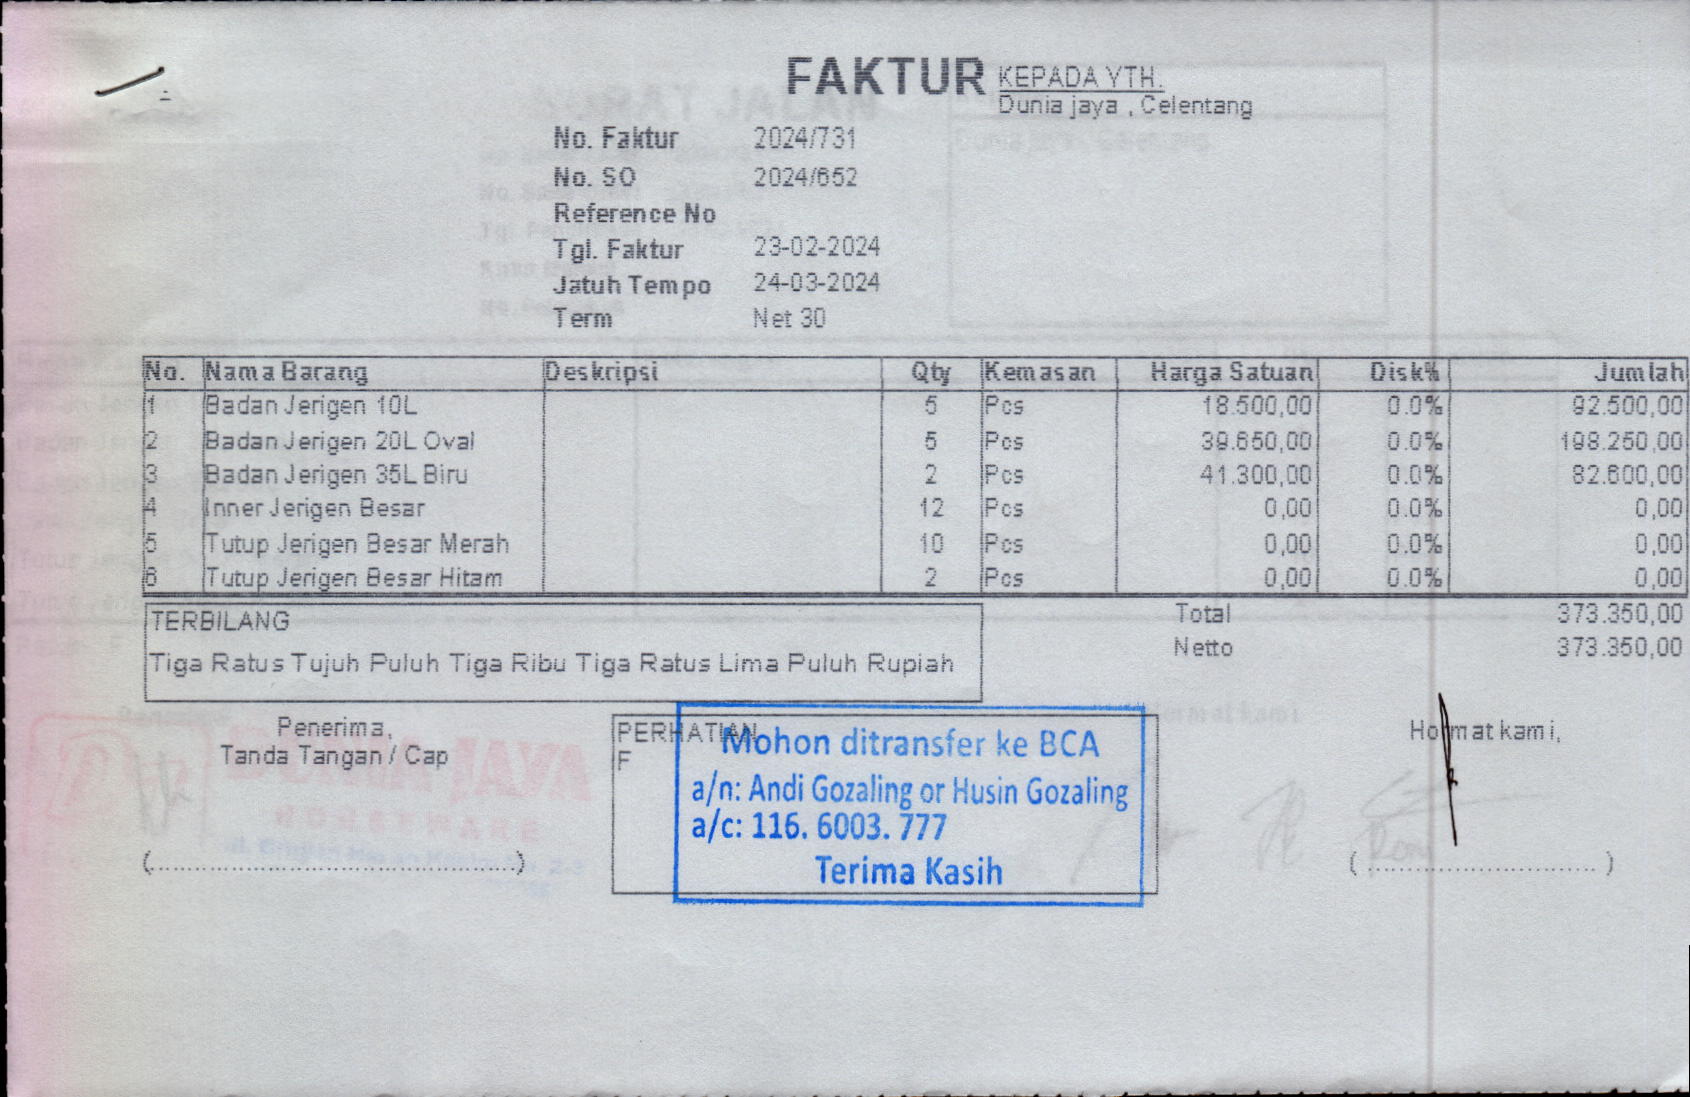 FAKTUR
KEPADA YTH.
Dunia jaya , Celentang
No. Faktur 2024/731
No. SO 2024/652
Reference No
Tgl. Faktur 23-02-2024
Jatuh Tempo 24-03-2024
Term Net 30
No. Nama Barang Deskripsi Qty Kemasan Harga Satuan Disk% Jumlah
1 Badan Jerigen 10L 5 Pcs 18.500,00 0.0% 92.500,00
2 Badan Jerigen 20L Oval 5 Pcs 39.650,00 0.0% 198.250,00
3 Badan Jerigen 35L Biru 2 Pcs 41.300,00 0.0% 82.600,00
4 Inner Jerigen Besar 12 Pcs 0,00 0.0% 0,00
5 Tutup Jerigen Besar Merah 10 Pcs 0,00 0.0% 0,00
6 Tutup Jerigen Besar Hitam 2 Pcs 0,00 0.0% 0,00
Total 373.350,00
Netto 373.350,00
TERBILANG
Tiga Ratus Tujuh Puluh Tiga Ribu Tiga Ratus Lima Puluh Rupiah
Penerima,
Tanda Tangan / Cap
(..................................................)
PERHATIAN
F
Mohon ditransfer ke BCA
a/n: Andi Gozaling or Husin Gozaling
a/c: 116. 6003. 777
Terima Kasih
Hormat kami,
(.............................. )